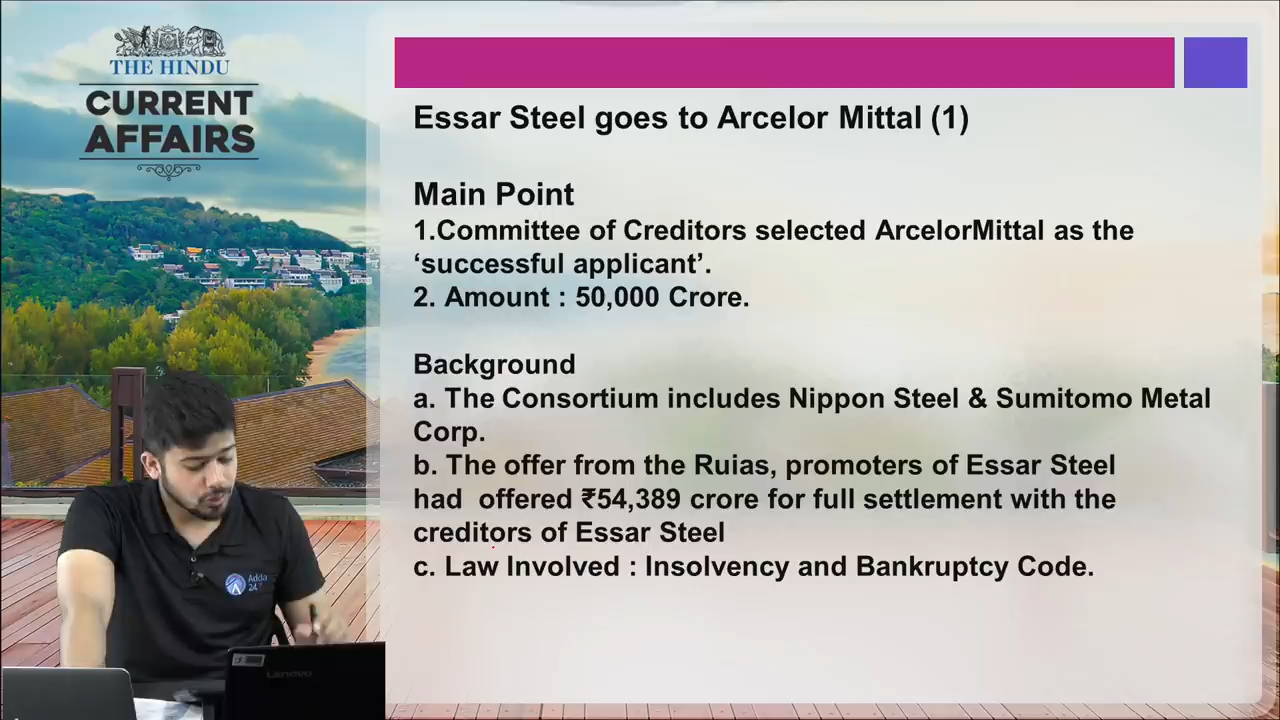 THE HINDU
CURRENT
AFFAIRS
Essar Steel goes to Arcelor Mittal (1)
Main Point
1.Committee of Creditors selected ArcelorMittal as the
‘successful applicant’.
2. Amount : 50,000 Crore.
Background
a. The Consortium includes Nippon Steel & Sumitomo Metal
Corp.
b. The offer from the Ruias, promoters of Essar Steel
had  offered ₹54,389 crore for full settlement with the
creditors of Essar Steel
c. Law Involved : Insolvency and Bankruptcy Code.
Adda
24
Lenovo